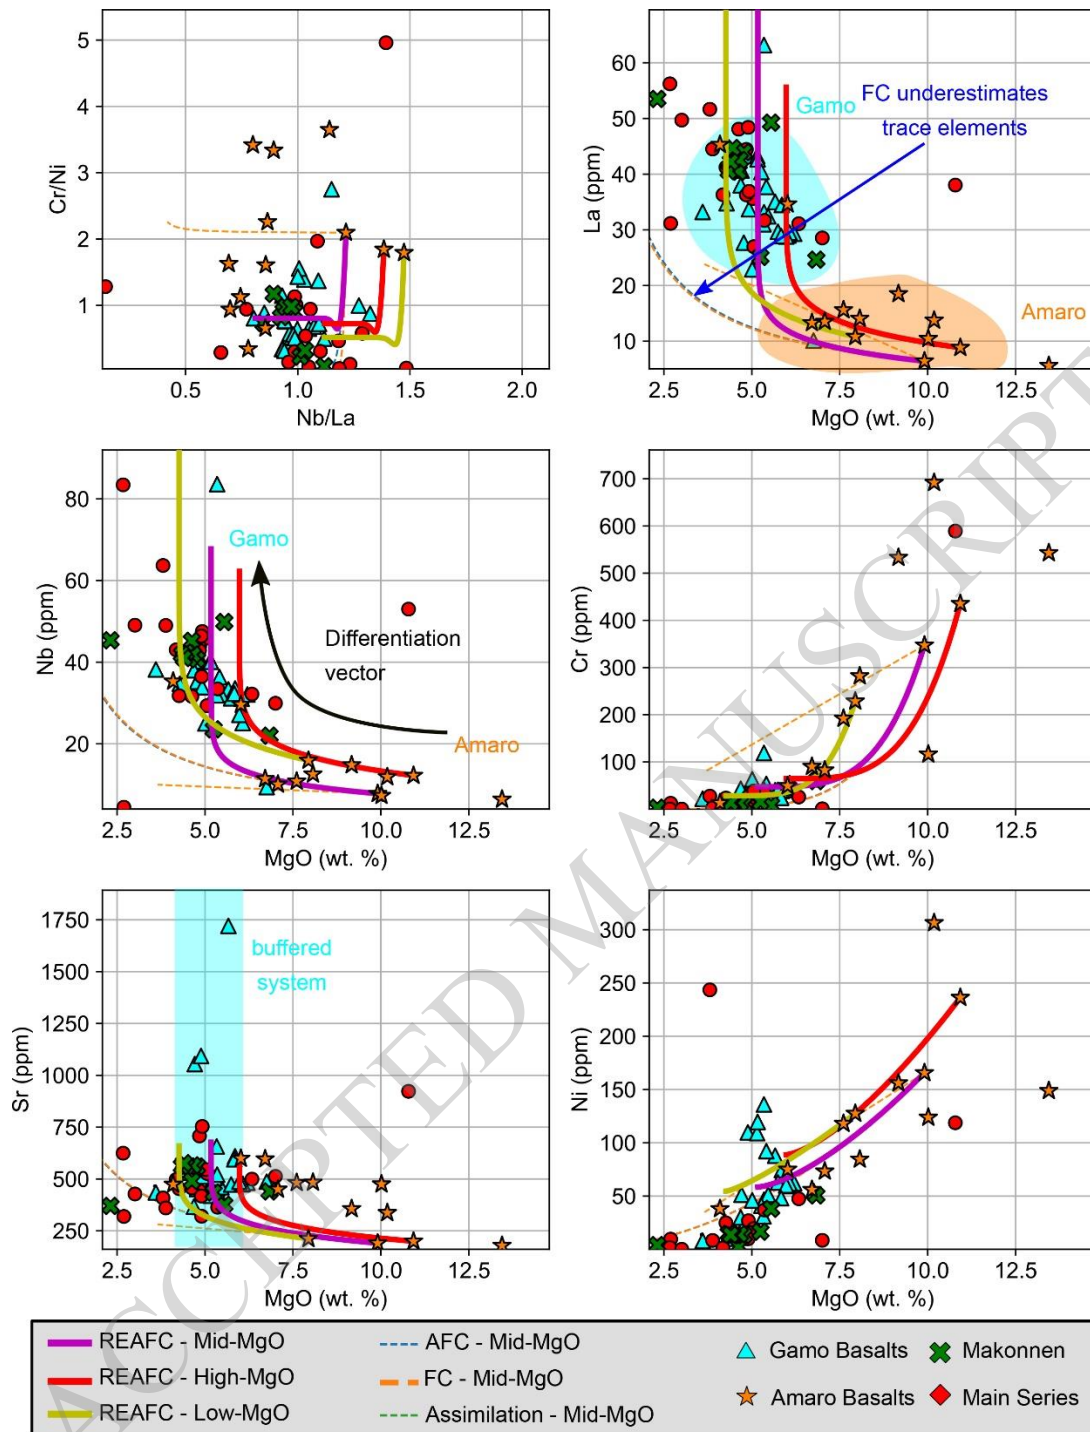 Cr/Ni
5
4
3
2
1
0.5
1.0
1.5
2.0
Nb/La
La (ppm)
60
50
40
30
20
10
Gamo
FC underestimates
trace elements
Amaro
2.5
5.0
7.5
10.0
12.5
MgO (wt. %)
Nb (ppm)
80
60
40
20
Gamo
Differentiation
vector
Amaro
2.5
5.0
7.5
10.0
12.5
MgO (wt. %)
Cr (ppm)
700
600
500
400
300
200
100
2.5
5.0
7.5
10.0
12.5
MgO (wt. %)
Sr (ppm)
1750
1500
1250
1000
750
500
250
buffered
system
2.5
5.0
7.5
10.0
12.5
MgO (wt. %)
Ni (ppm)
300
250
200
150
100
50
2.5
5.0
7.5
10.0
12.5
MgO (wt. %)
REAFC - Mid-MgO
REAFC - High-MgO
REAFC - Low-MgO
AFC - Mid-MgO
FC - Mid-MgO
Assimilation - Mid-MgO
Gamo Basalts
Makonnen
Amaro Basalts
Main Series
ACCEPTED MANUSCRIPT